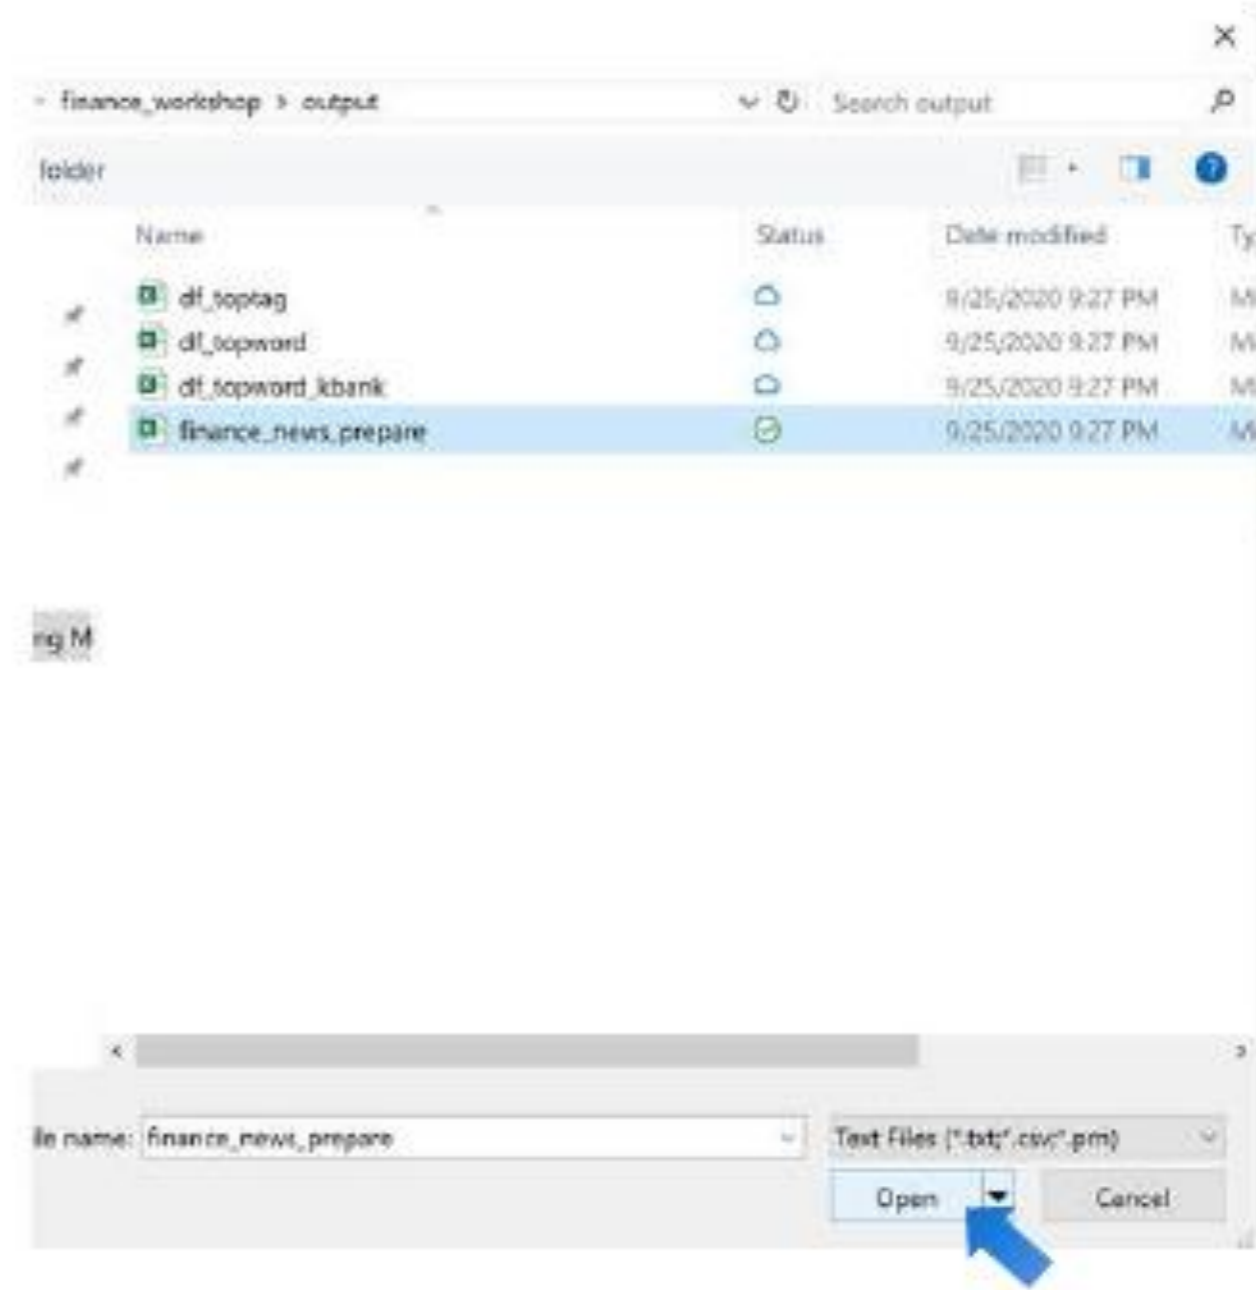 finance_workshop > output
Search output
folder
Name
Status
Date modified
Ty
df_toptag
9/25/2020 9:27 PM
df_topword
9/25/2020 9:27 PM
df_topword_kbank
9/25/2020 9:27 PM
finance_news_prepare
9/25/2020 9:27 PM
ng M
ile name: finance_news_prepare
Text Files (*.txt;*.csv;*.prn)
Open
Cancel